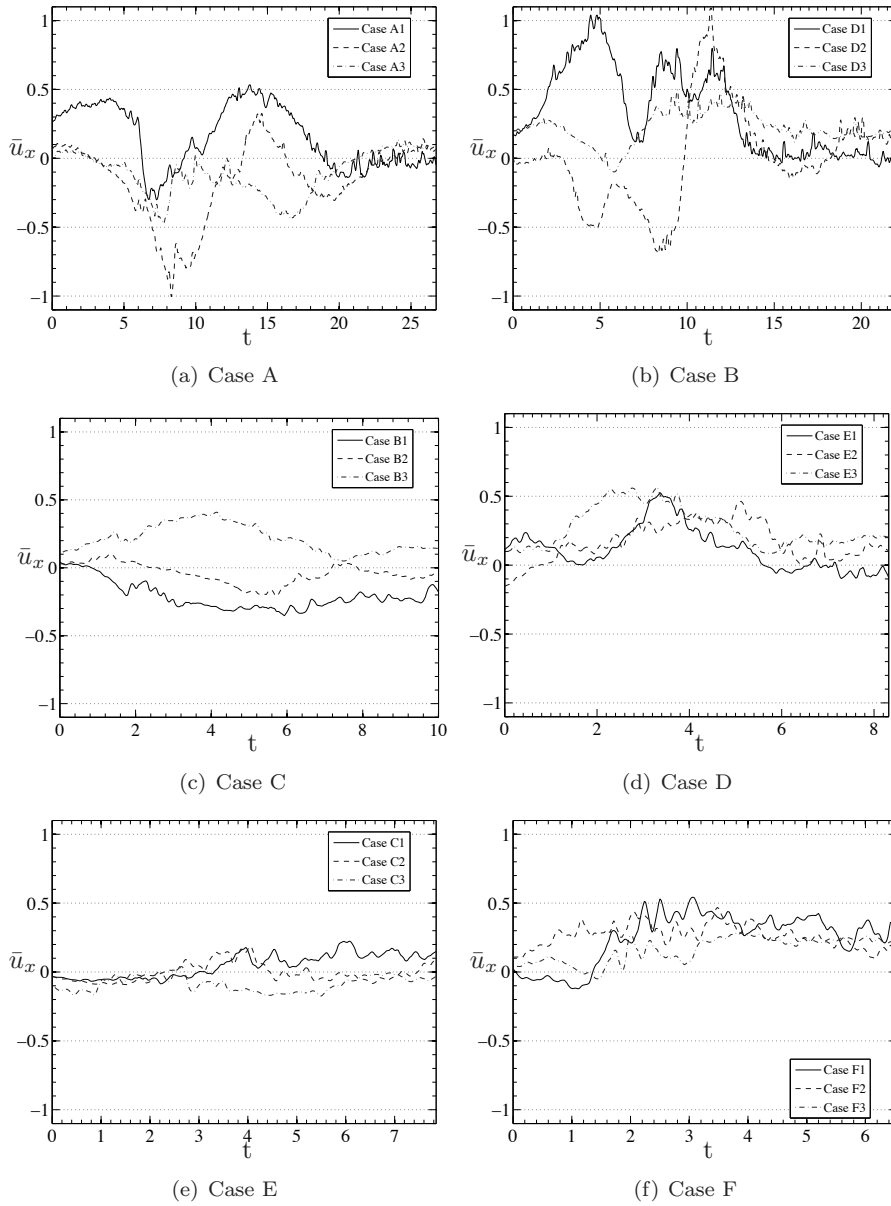 1
0.5
0
−0.5
−1
ū_x
0 5 10 15 20 25
t
Case A1
Case A2
Case A3
(a) Case A
1
0.5
0
−0.5
−1
ū_x
0 5 10 15 20
t
Case D1
Case D2
Case D3
(b) Case B
1
0.5
0
−0.5
−1
ū_x
0 2 4 6 8 10
t
Case B1
Case B2
Case B3
(c) Case C
1
0.5
0
−0.5
−1
ū_x
0 2 4 6 8
t
Case E1
Case E2
Case E3
(d) Case D
1
0.5
0
−0.5
−1
ū_x
0 1 2 3 4 5 6 7
t
Case C1
Case C2
Case C3
(e) Case E
1
0.5
0
−0.5
−1
ū_x
0 1 2 3 4 5 6
t
Case F1
Case F2
Case F3
(f) Case F